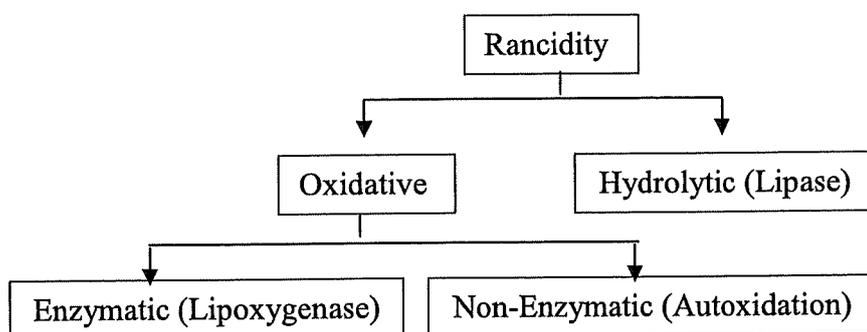 Rancidity
Oxidative
Hydrolytic (Lipase)
Enzymatic (Lipoxygenase)
Non-Enzymatic (Autoxidation)